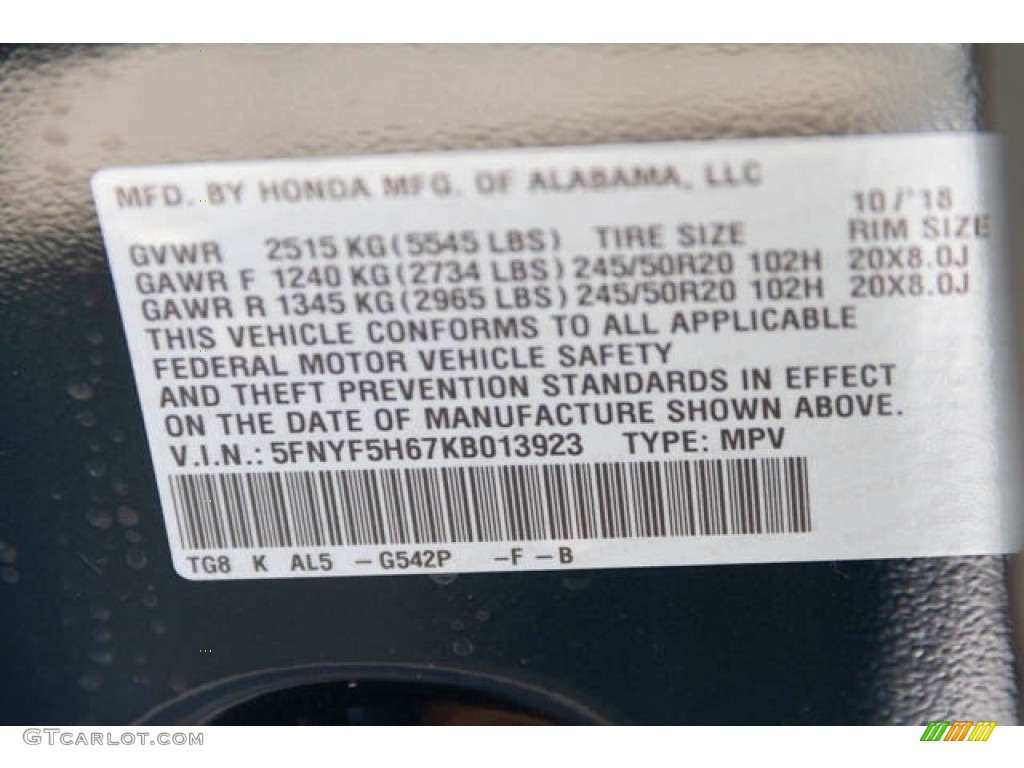 MFD. BY HONDA MFG. OF ALABAMA, LLC
10/'18
GVWR 2515 KG(5545 LBS) TIRE SIZE RIM SIZE
GAWR F 1240 KG(2734 LBS)245/50R20 102H 20X8.0J
GAWR R 1345 KG(2965 LBS)245/50R20 102H 20X8.0J
THIS VEHICLE CONFORMS TO ALL APPLICABLE
FEDERAL MOTOR VEHICLE SAFETY
AND THEFT PREVENTION STANDARDS IN EFFECT
ON THE DATE OF MANUFACTURE SHOWN ABOVE.
V.I.N.: 5FNYF5H67KB013923 TYPE: MPV
TG8 K AL5 –G542P –F–B
GTCarlot.com